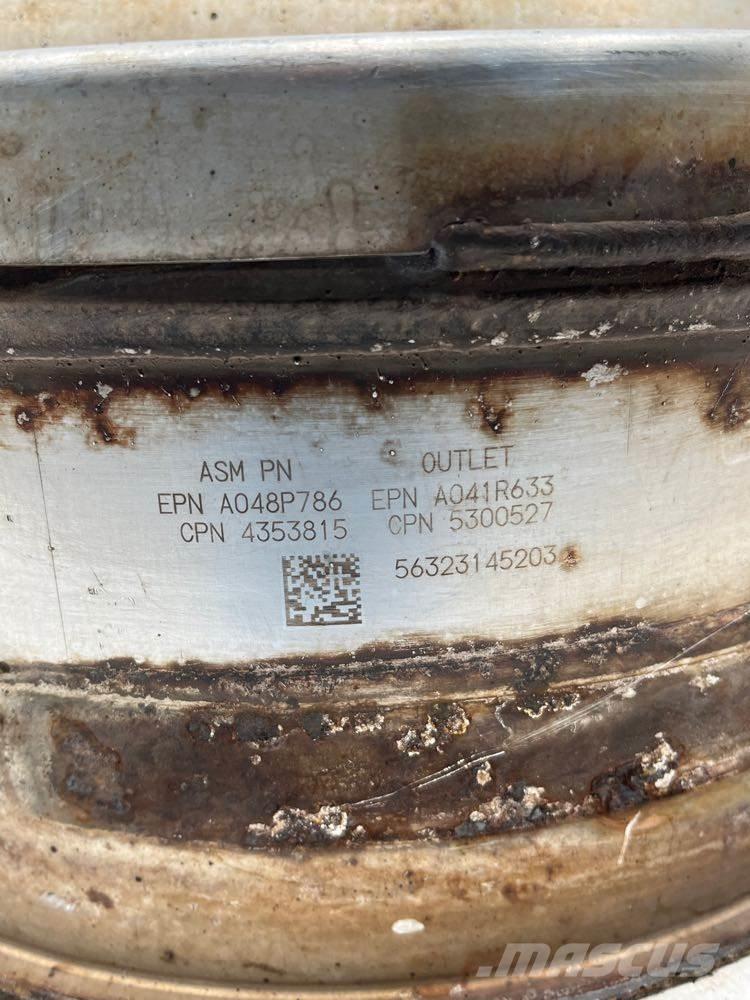 ASM PN
EPN A048P786
CPN 4353815
OUTLET
EPN A041R633
CPN 5300527
56323145203
MASCUS